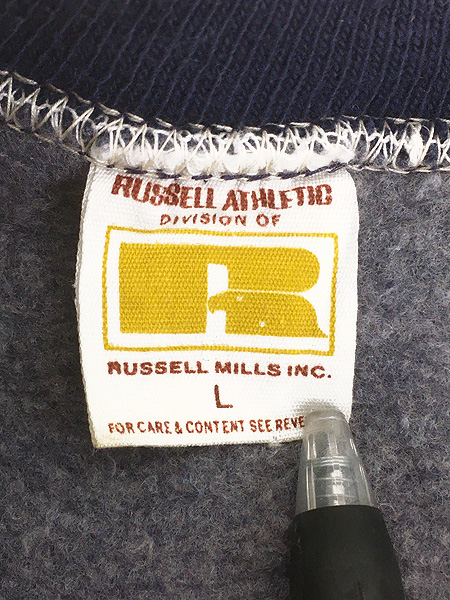 RUSSELL ATHLETIC
DIVISION OF
R
RUSSELL MILLS INC.
L
FOR CARE & CONTENT SEE REVE